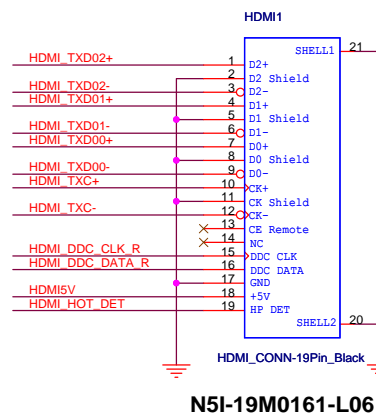 HDMI1
SHELL1 21
HDMI_TXD02+ 1 D2+
2 D2 Shield
HDMI_TXD02- 3 D2-
HDMI_TXD01+ 4 D1+
5 D1 Shield
HDMI_TXD01- 6 D1-
HDMI_TXD00+ 7 D0+
8 D0 Shield
HDMI_TXD00- 9 D0-
HDMI_TXC+ 10 CK+
11 CK Shield
HDMI_TXC- 12 CK-
13 CE Remote
14 NC
HDMI_DDC_CLK_R 15 DDC CLK
HDMI_DDC_DATA_R 16 DDC DATA
17 GND
HDMI5V 18 +5V
HDMI_HOT_DET 19 HP DET
SHELL2 20
HDMI_CONN-19Pin_Black
N5I-19M0161-L06